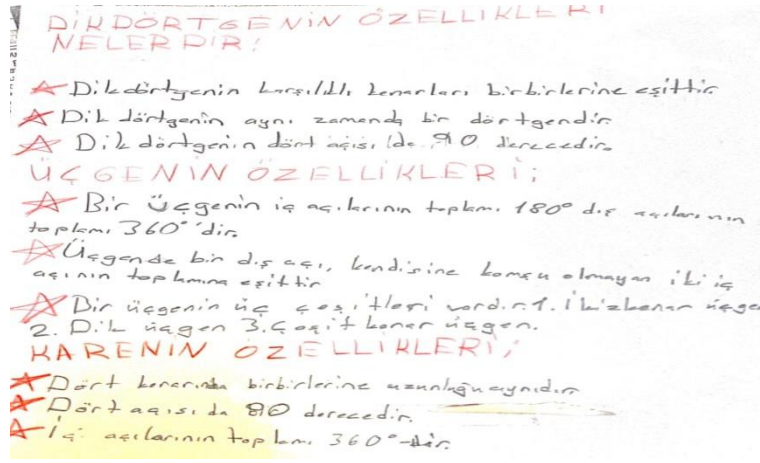 DİKDÖRTGENİN ÖZELLİKLERİ
NELERDİR:
Dikdörtgenin karşılıklı kenarları birbirlerine eşittir.
Dik dörtgenin aynı zamanda bir dörtgendir.
Dik dörtgenin dört açısı'da 90 derecedir.
ÜÇGENİN ÖZELLİKLERİ;
Bir üçgenin iç açılarının toplamı 180° dış açılarının
toplamı 360°'dir.
Üçgende bir dış açı, kendisine komşu olmayan iki iç
açının toplamına eşittir
Bir üçgenin üç çeşitleri vardır. 1. İkizkenar üçgen
2. Dik üçgen 3. Çeşit kenar üçgen.
KARENİN ÖZELLİKLERİ;
Dört kenarında birbirlerine uzunluğu aynıdır.
Dört açısı da 90 derecedir.
İç açılarının toplamı 360°-dir.